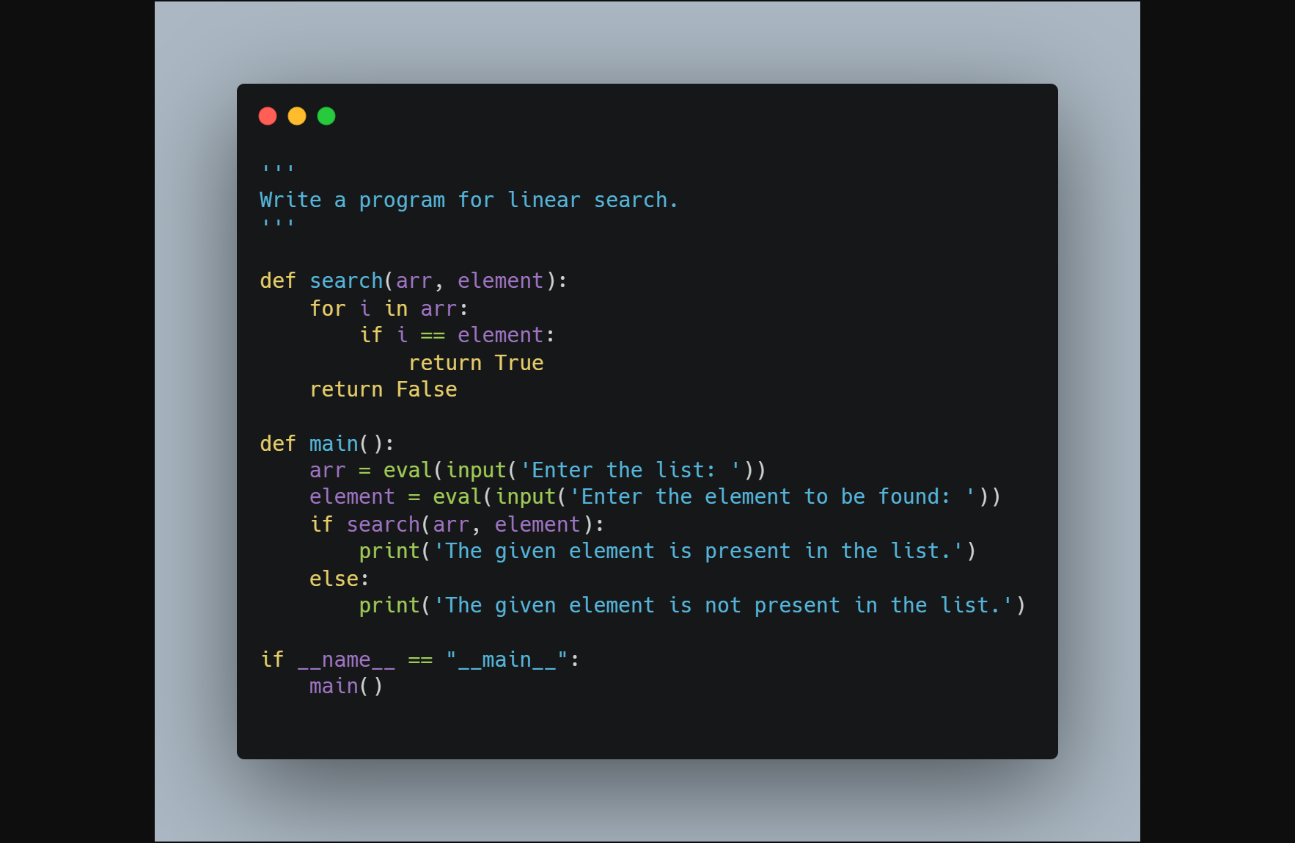 '''
Write a program for linear search.
'''
def search(arr, element):
    for i in arr:
        if i == element:
            return True
    return False
def main():
    arr = eval(input('Enter the list: '))
    element = eval(input('Enter the element to be found: '))
    if search(arr, element):
        print('The given element is present in the list.')
    else:
        print('The given element is not present in the list.')
if __name__ == "__main__":
    main()